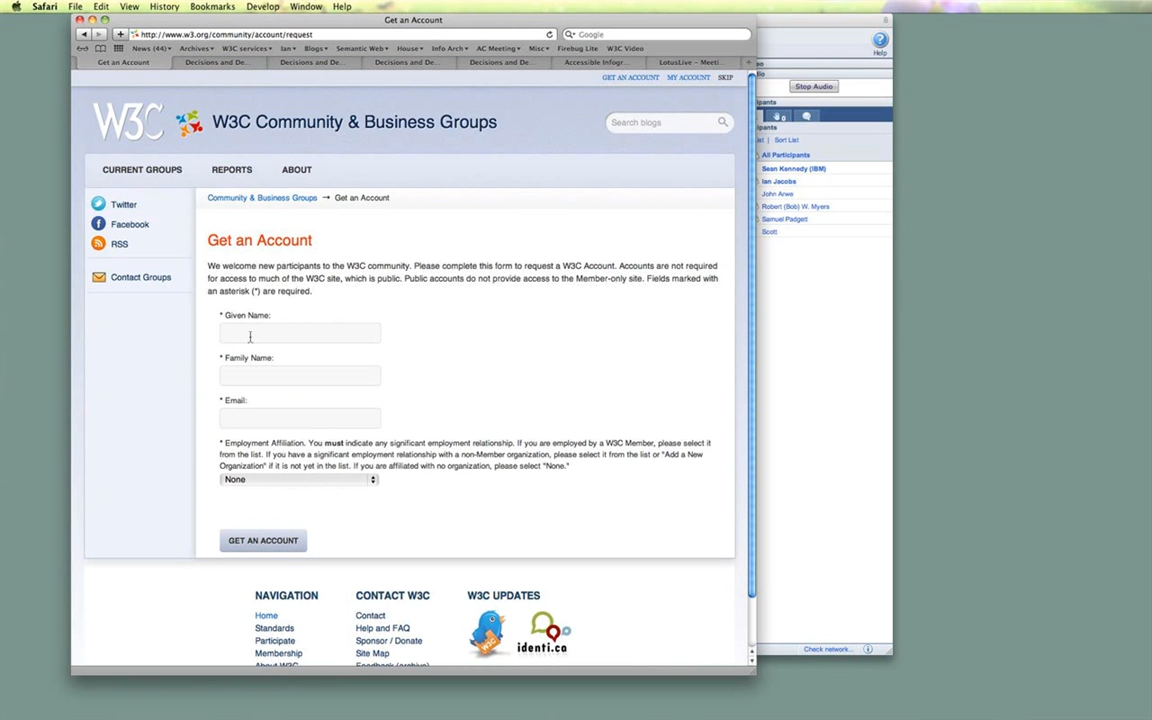 Safari File Edit View History Bookmarks Develop Window Help
Get an Account
http://www.w3.org/community/account/request
Google
News (44) Archives W3C services Ian Blogs Semantic Web House Info Arch AC Meeting Misc Firebug Lite W3C Video
Get an Account Decisions and De... Decisions and De... Decisions and De... Decisions and De... Accessible Infogr... LotusLive – Meeti...
GET AN ACCOUNT MY ACCOUNT SKIP
W3C W3C Community & Business Groups
Search blogs
CURRENT GROUPS REPORTS ABOUT
Twitter
Facebook
RSS
Contact Groups
Community & Business Groups → Get an Account
Get an Account
We welcome new participants to the W3C community. Please complete this form to request a W3C Account. Accounts are not required
for access to much of the W3C site, which is public. Public accounts do not provide access to the Member-only site. Fields marked with
an asterisk (*) are required.
* Given Name:
* Family Name:
* Email:
* Employment Affiliation. You must indicate any significant employment relationship. If you are employed by a W3C Member, please select it
from the list. If you have a significant employment relationship with a non-Member organization, please select it from the list or "Add a New
Organization" if it is not yet in the list. If you are affiliated with no organization, please select "None."
None
GET AN ACCOUNT
NAVIGATION
Home
Standards
Participate
Membership
About W3C
CONTACT W3C
Contact
Help and FAQ
Sponsor / Donate
Site Map
Feedback (archive)
W3C UPDATES
identi.ca
Help
Stop Audio
Sort List
All Participants
Sean Kennedy (IBM)
Ian Jacobs
John Arwe
Robert (Bob) W. Myers
Samuel Padgett
Scott
Check network...